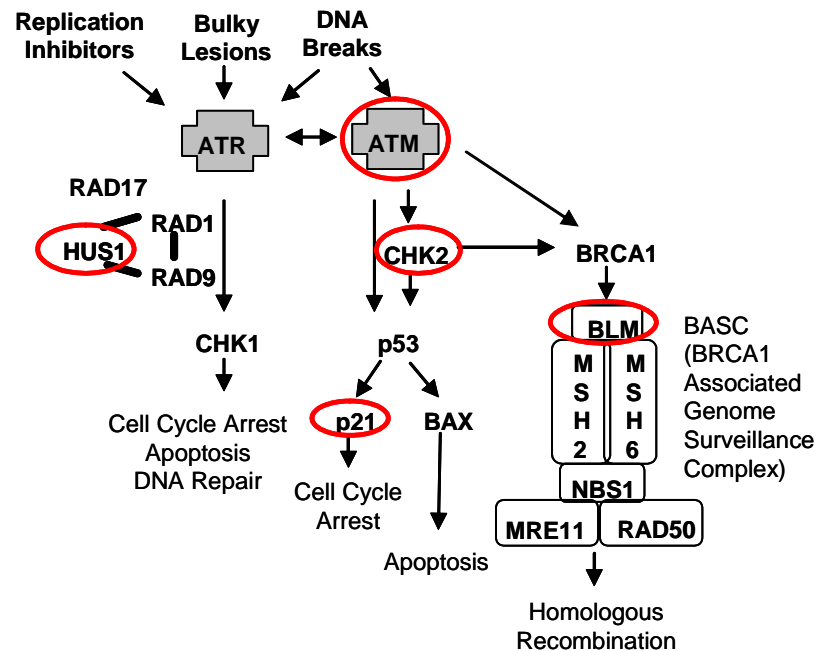 Replication
Inhibitors
Bulky
Lesions
DNA
Breaks
ATR
ATM
RAD17
RAD1
HUS1
RAD9
CHK2
BRCA1
CHK1
p53
BLM
M
S
H
2
M
S
H
6
BASC
(BRCA1
Associated
Genome
Surveillance
Complex)
p21
BAX
Cell Cycle Arrest
Apoptosis
DNA Repair
Cell Cycle
Arrest
NBS1
MRE11
RAD50
Apoptosis
Homologous
Recombination